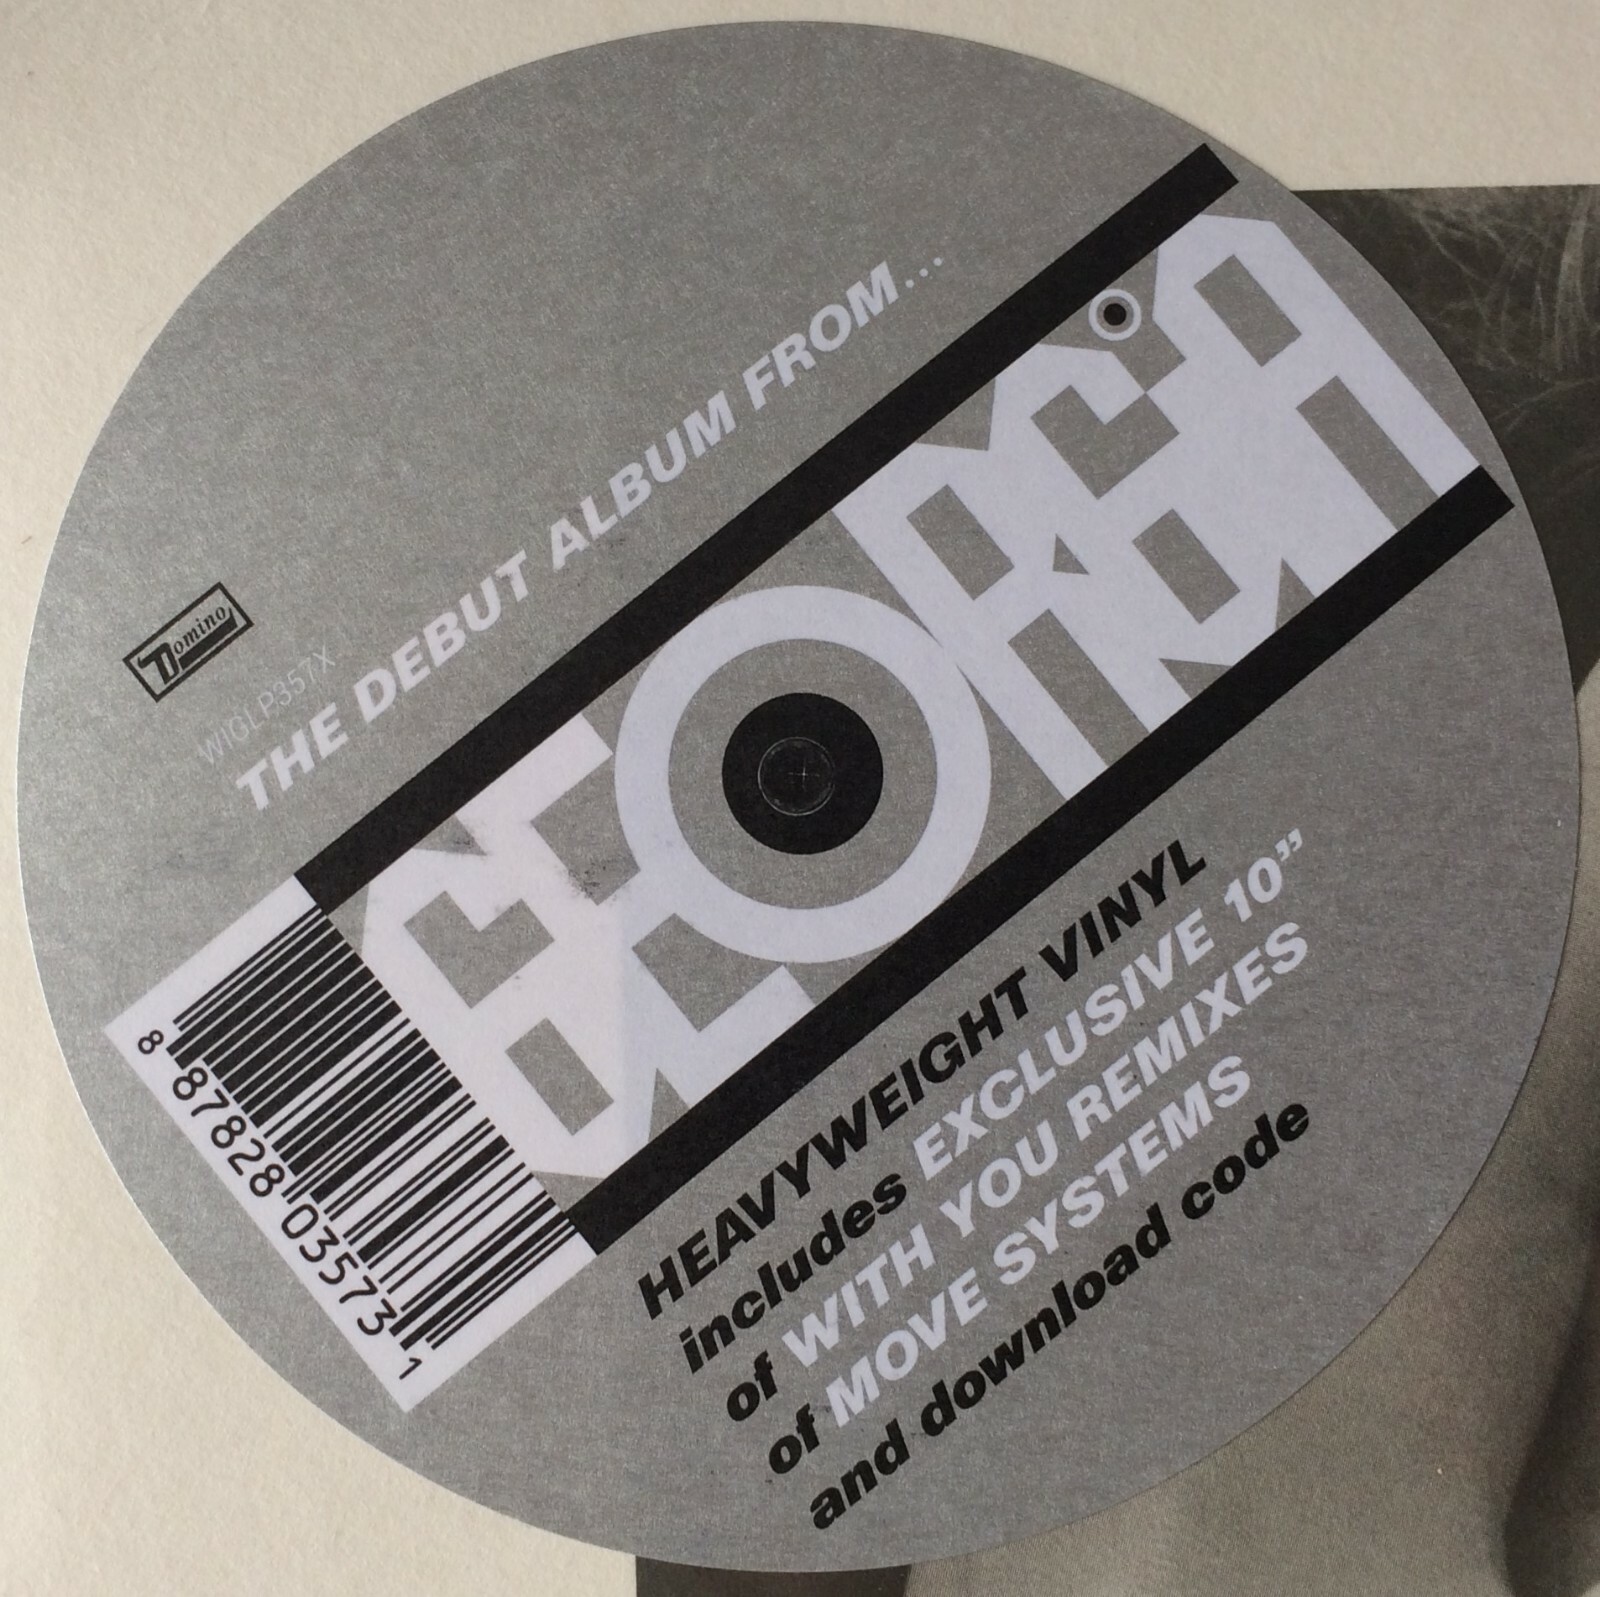 Domino
WIGLP357X
THE DEBUT ALBUM FROM...
GEORGiA
HEAVYWEIGHT VINYL
includes EXCLUSIVE 10”
of WITH YOU REMIXES
of MOVE SYSTEMS
and download code
8 87828 03573 1